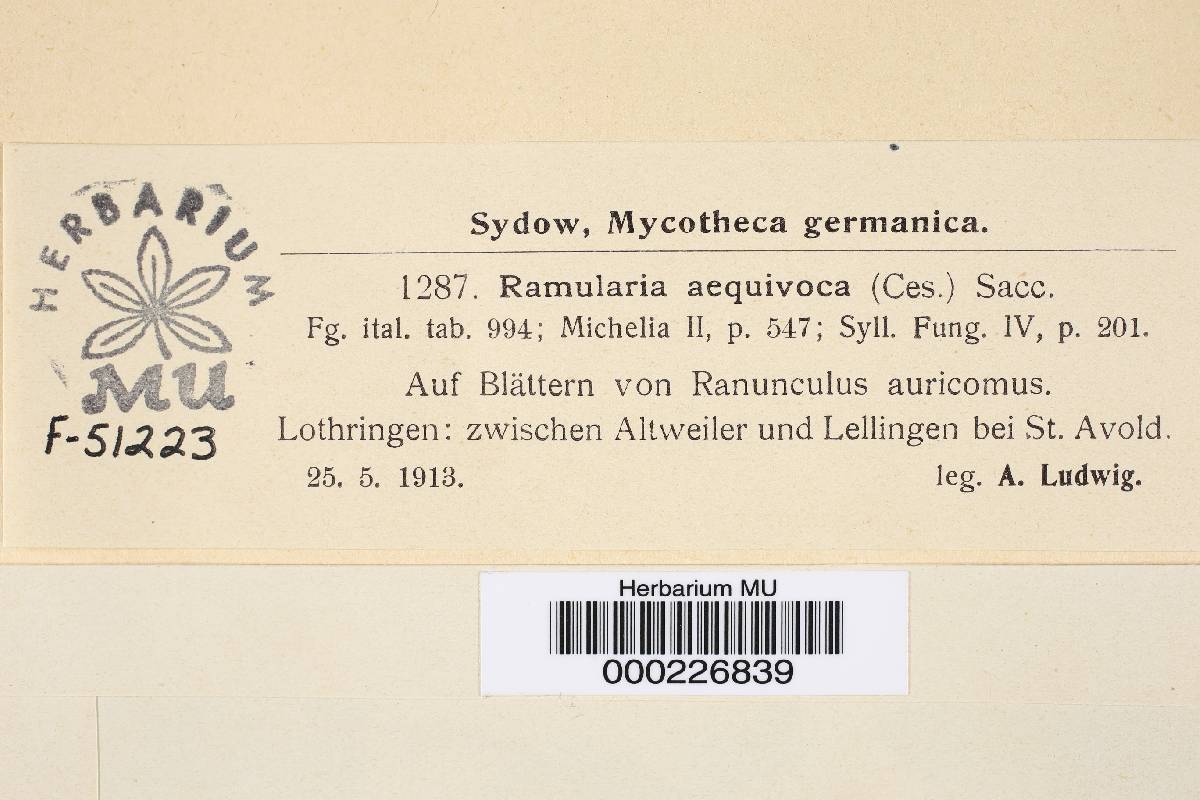 HERBARIUM
MU
F-51223
Sydow, Mycotheca germanica.
1287. Ramularia aequivoca (Ces.) Sacc.
Fg. ital. tab. 994; Michelia II, p. 547; Syll. Fung. IV, p. 201.
Auf Blättern von Ranunculus auricomus.
Lothringen: zwischen Altweiler und Lellingen bei St. Avold.
25. 5. 1913. leg. A. Ludwig.
Herbarium MU
000226839